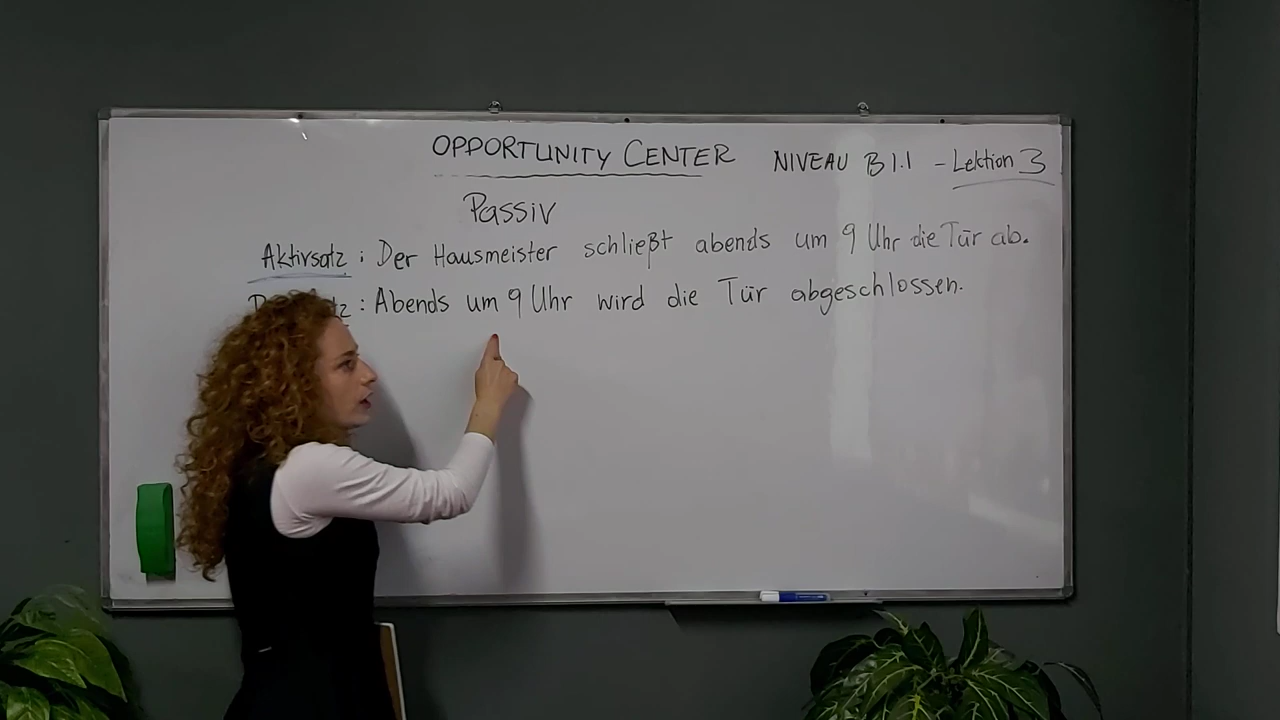 OPPORTUNITY CENTER NIVEAU B1.1 - Lektion 3
Passiv
Aktivsatz : Der Hausmeister schließt abends um 9 Uhr die Tür ab.
: Abends um 9 Uhr wird die Tür abgeschlossen.